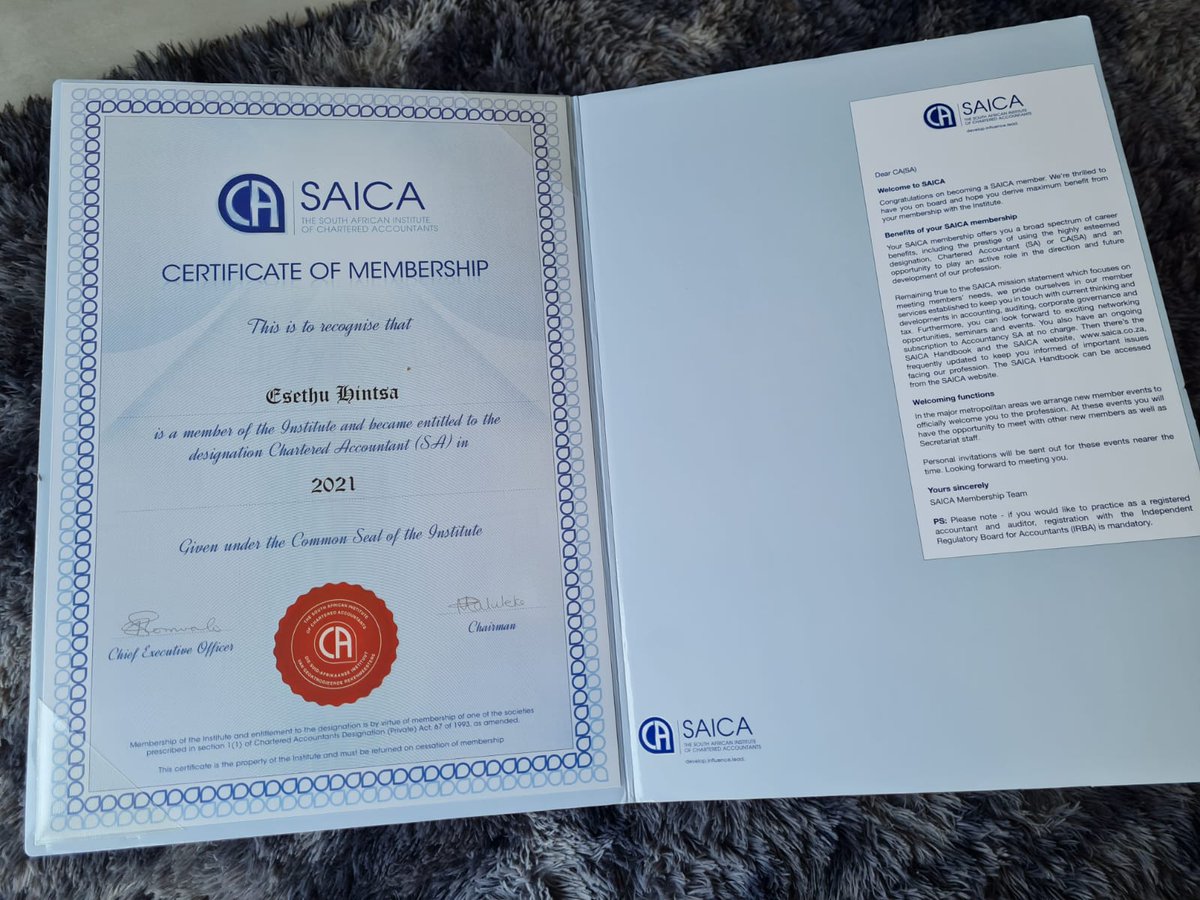 CA SAICA
THE SOUTH AFRICAN INSTITUTE
OF CHARTERED ACCOUNTANTS
CERTIFICATE OF MEMBERSHIP
This is to recognise that
Esethu Hintsa
is a member of the Institute and became entitled to the
designation Chartered Accountant (SA) in
2021
Given under the Common Seal of the Institute
Chief Executive Officer
Chairman
THE SOUTH AFRICAN INSTITUTE
OF CHARTERED ACCOUNTANTS
CA
DIE SUID-AFRIKAANSE INSTITUUT
VAN GEOKTROOIEERDE REKENMEESTERS
Membership of the Institute and entitlement to the designation is by virtue of membership of one of the societies
prescribed in section 1(1) of Chartered Accountants Designation (Private) Act. 67 of 1993, as amended.
This certificate is the property of the Institute and must be returned on cessation of membership
CA SAICA
THE SOUTH AFRICAN INSTITUTE
OF CHARTERED ACCOUNTANTS
develop.influence.lead.
Dear CA(SA)
Welcome to SAICA
Congratulations on becoming a SAICA member. We're thrilled to
have you on board and hope you derive maximum benefit from
your membership with the Institute.
Benefits of your SAICA membership
Your SAICA membership offers you a broad spectrum of career
benefits, including the prestige of using the highly esteemed
designation, Chartered Accountant (SA) or CA(SA) and an
opportunity to play an active role in the direction and future
development of our profession.
Remaining true to the SAICA mission statement which focuses on
meeting members' needs, we pride ourselves in our member
services established to keep you in touch with current thinking and
developments in accounting, auditing, corporate governance and
tax. Furthermore, you can look forward to exciting networking
opportunities, seminars and events. You also have an ongoing
subscription to Accountancy SA at no charge. Then there's the
SAICA Handbook and the SAICA website, www.saica.co.za,
frequently updated to keep you informed of important issues
facing our profession. The SAICA Handbook can be accessed
from the SAICA website.
Welcoming functions
In the major metropolitan areas we arrange new member events to
officially welcome you to the profession. At these events you will
have the opportunity to meet with other new members as well as
Secretariat staff.
Personal invitations will be sent out for these events nearer the
time. Looking forward to meeting you.
Yours sincerely
SAICA Membership Team
PS: Please note - if you would like to practice as a registered
accountant and auditor, registration with the Independent
Regulatory Board for Accountants (IRBA) is mandatory.
CA SAICA
THE SOUTH AFRICAN INSTITUTE
OF CHARTERED ACCOUNTANTS
develop.influence.lead.